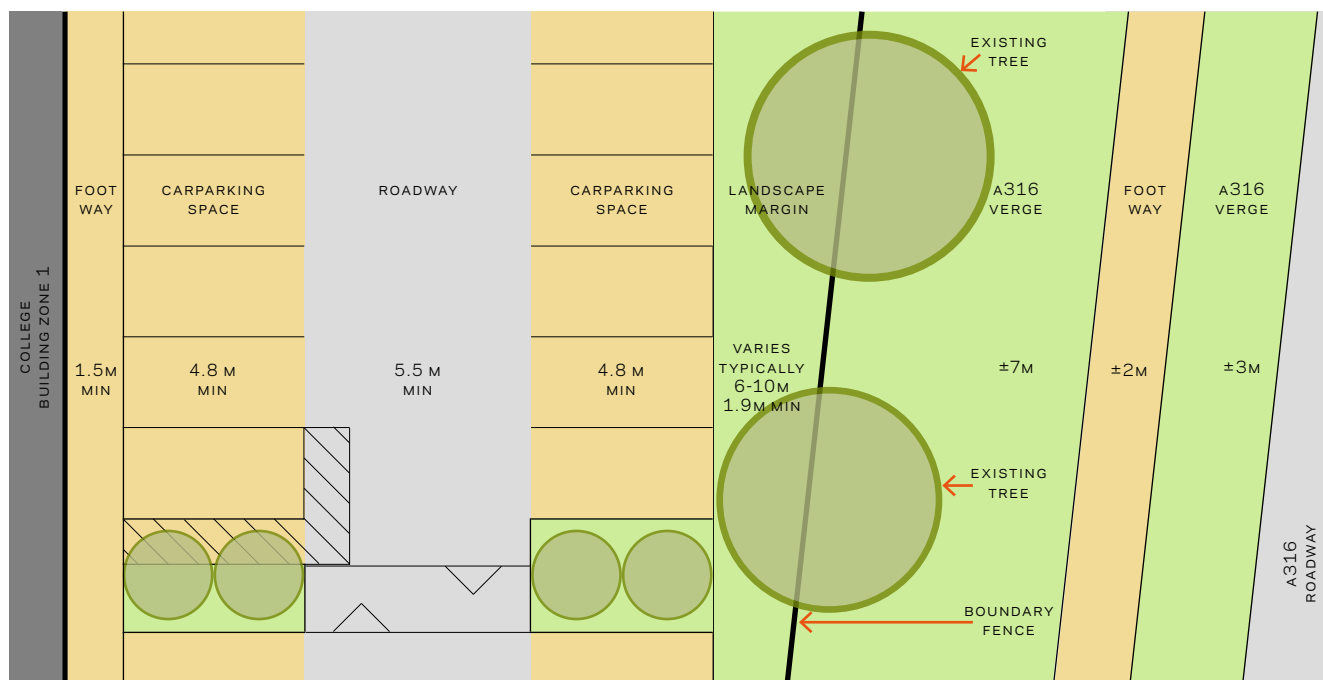 EXISTING
TREE
FOOT
WAY
CARPARKING
SPACE
ROADWAY
CARPARKING
SPACE
LANDSCAPE
MARGIN
A316
VERGE
FOOT
WAY
A316
VERGE
COLLEGE
BUILDING ZONE 1
1.5M
MIN
4.8 M
MIN
5.5 M
MIN
4.8 M
MIN
VARIES
TYPICALLY
6-10M
1.9M MIN
±7M
±2M
±3M
EXISTING
TREE
A316
ROADWAY
BOUNDARY
FENCE